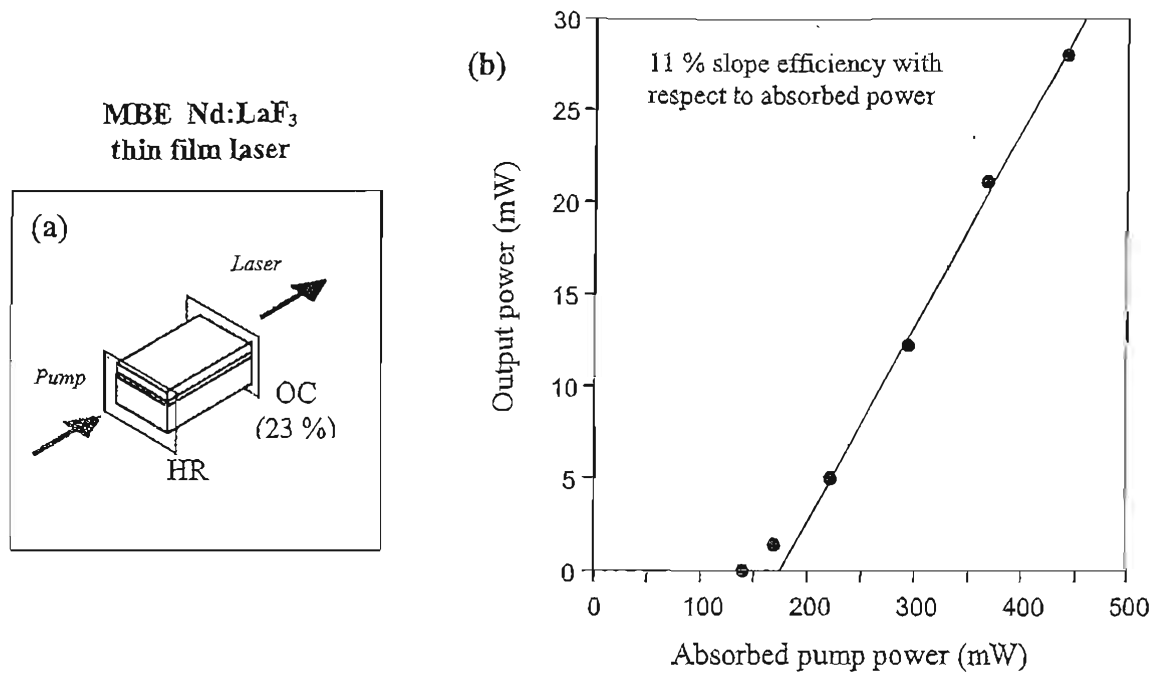 MBE Nd:LaF₃
thin film laser
(a)
Laser
Pump
OC
(23 %)
HR
(b)
11 % slope efficiency with
respect to absorbed power
Output power (mW)
30
25
20
15
10
5
0
0 100 200 300 400 500
Absorbed pump power (mW)